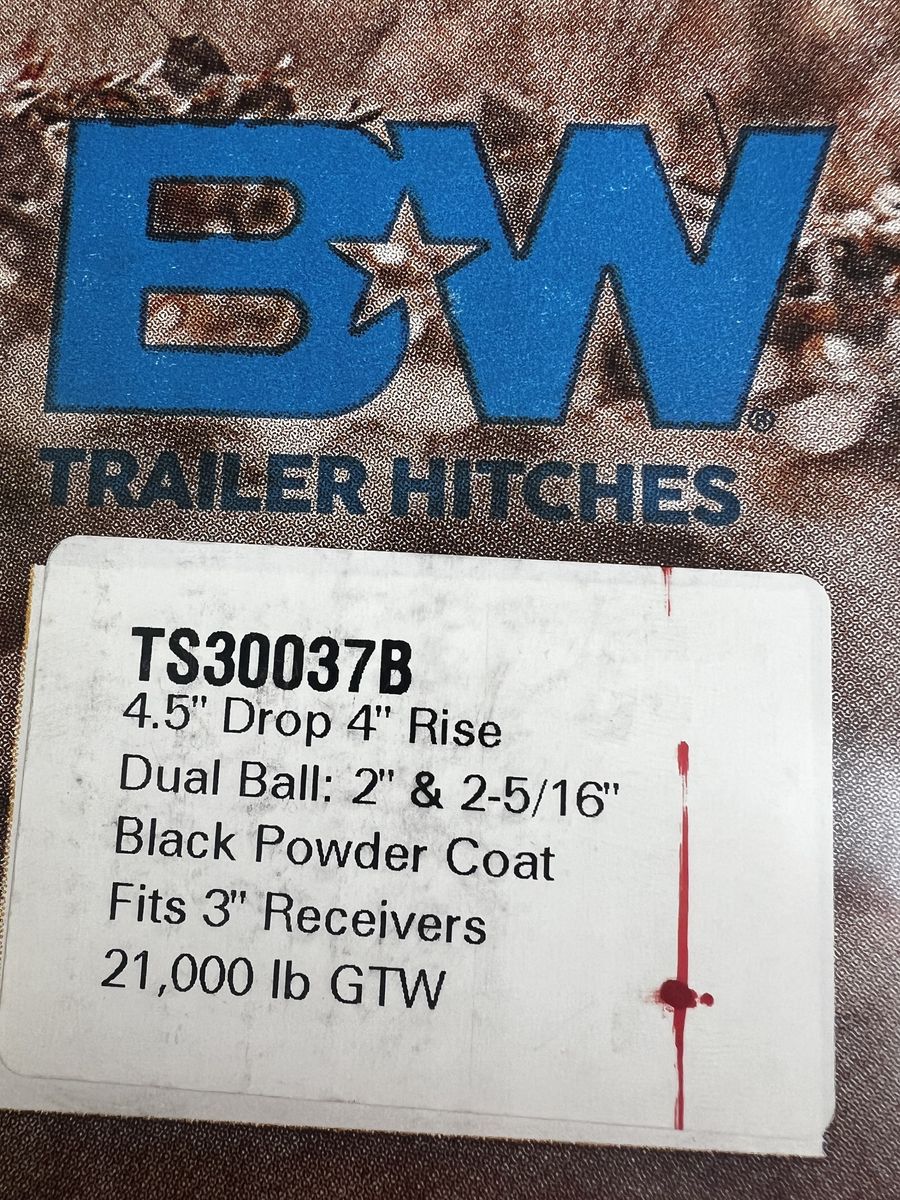 B W ®
TRAILER HITCHES
TS30037B
4.5" Drop 4" Rise
Dual Ball: 2" & 2-5/16"
Black Powder Coat
Fits 3" Receivers
21,000 lb GTW